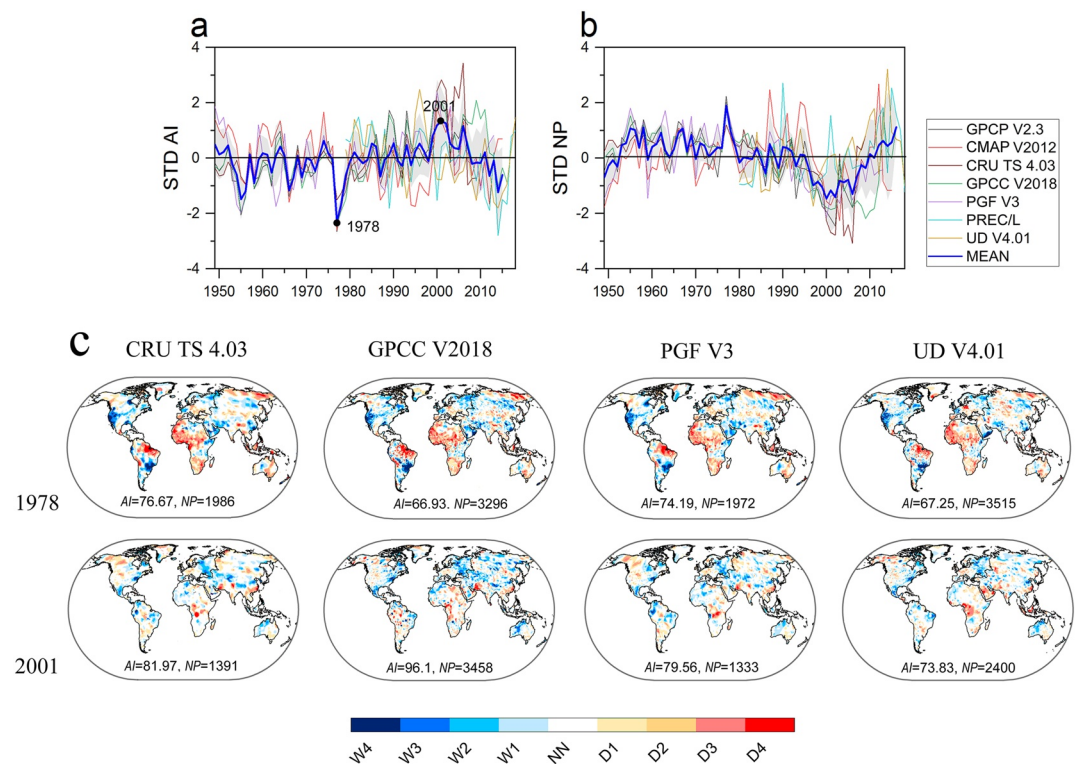 a
b
4
2
0
-2
-4
STD AI
2001
1978
1950 1960 1970 1980 1990 2000 2010
4
2
0
-2
-4
STD NP
1950 1960 1970 1980 1990 2000 2010
GPCP V2.3
CMAP V2012
CRU TS 4.03
GPCC V2018
PGF V3
PREC/L
UD V4.01
MEAN
c
CRU TS 4.03 GPCC V2018 PGF V3 UD V4.01
1978
AI=76.67, NP=1986 AI=66.93. NP=3296 AI=74.19, NP=1972 AI=67.25, NP=3515
2001
AI=81.97, NP=1391 AI=96.1, NP=3458 AI=79.56, NP=1333 AI=73.83, NP=2400
W4 W3 W2 W1 NN D1 D2 D3 D4